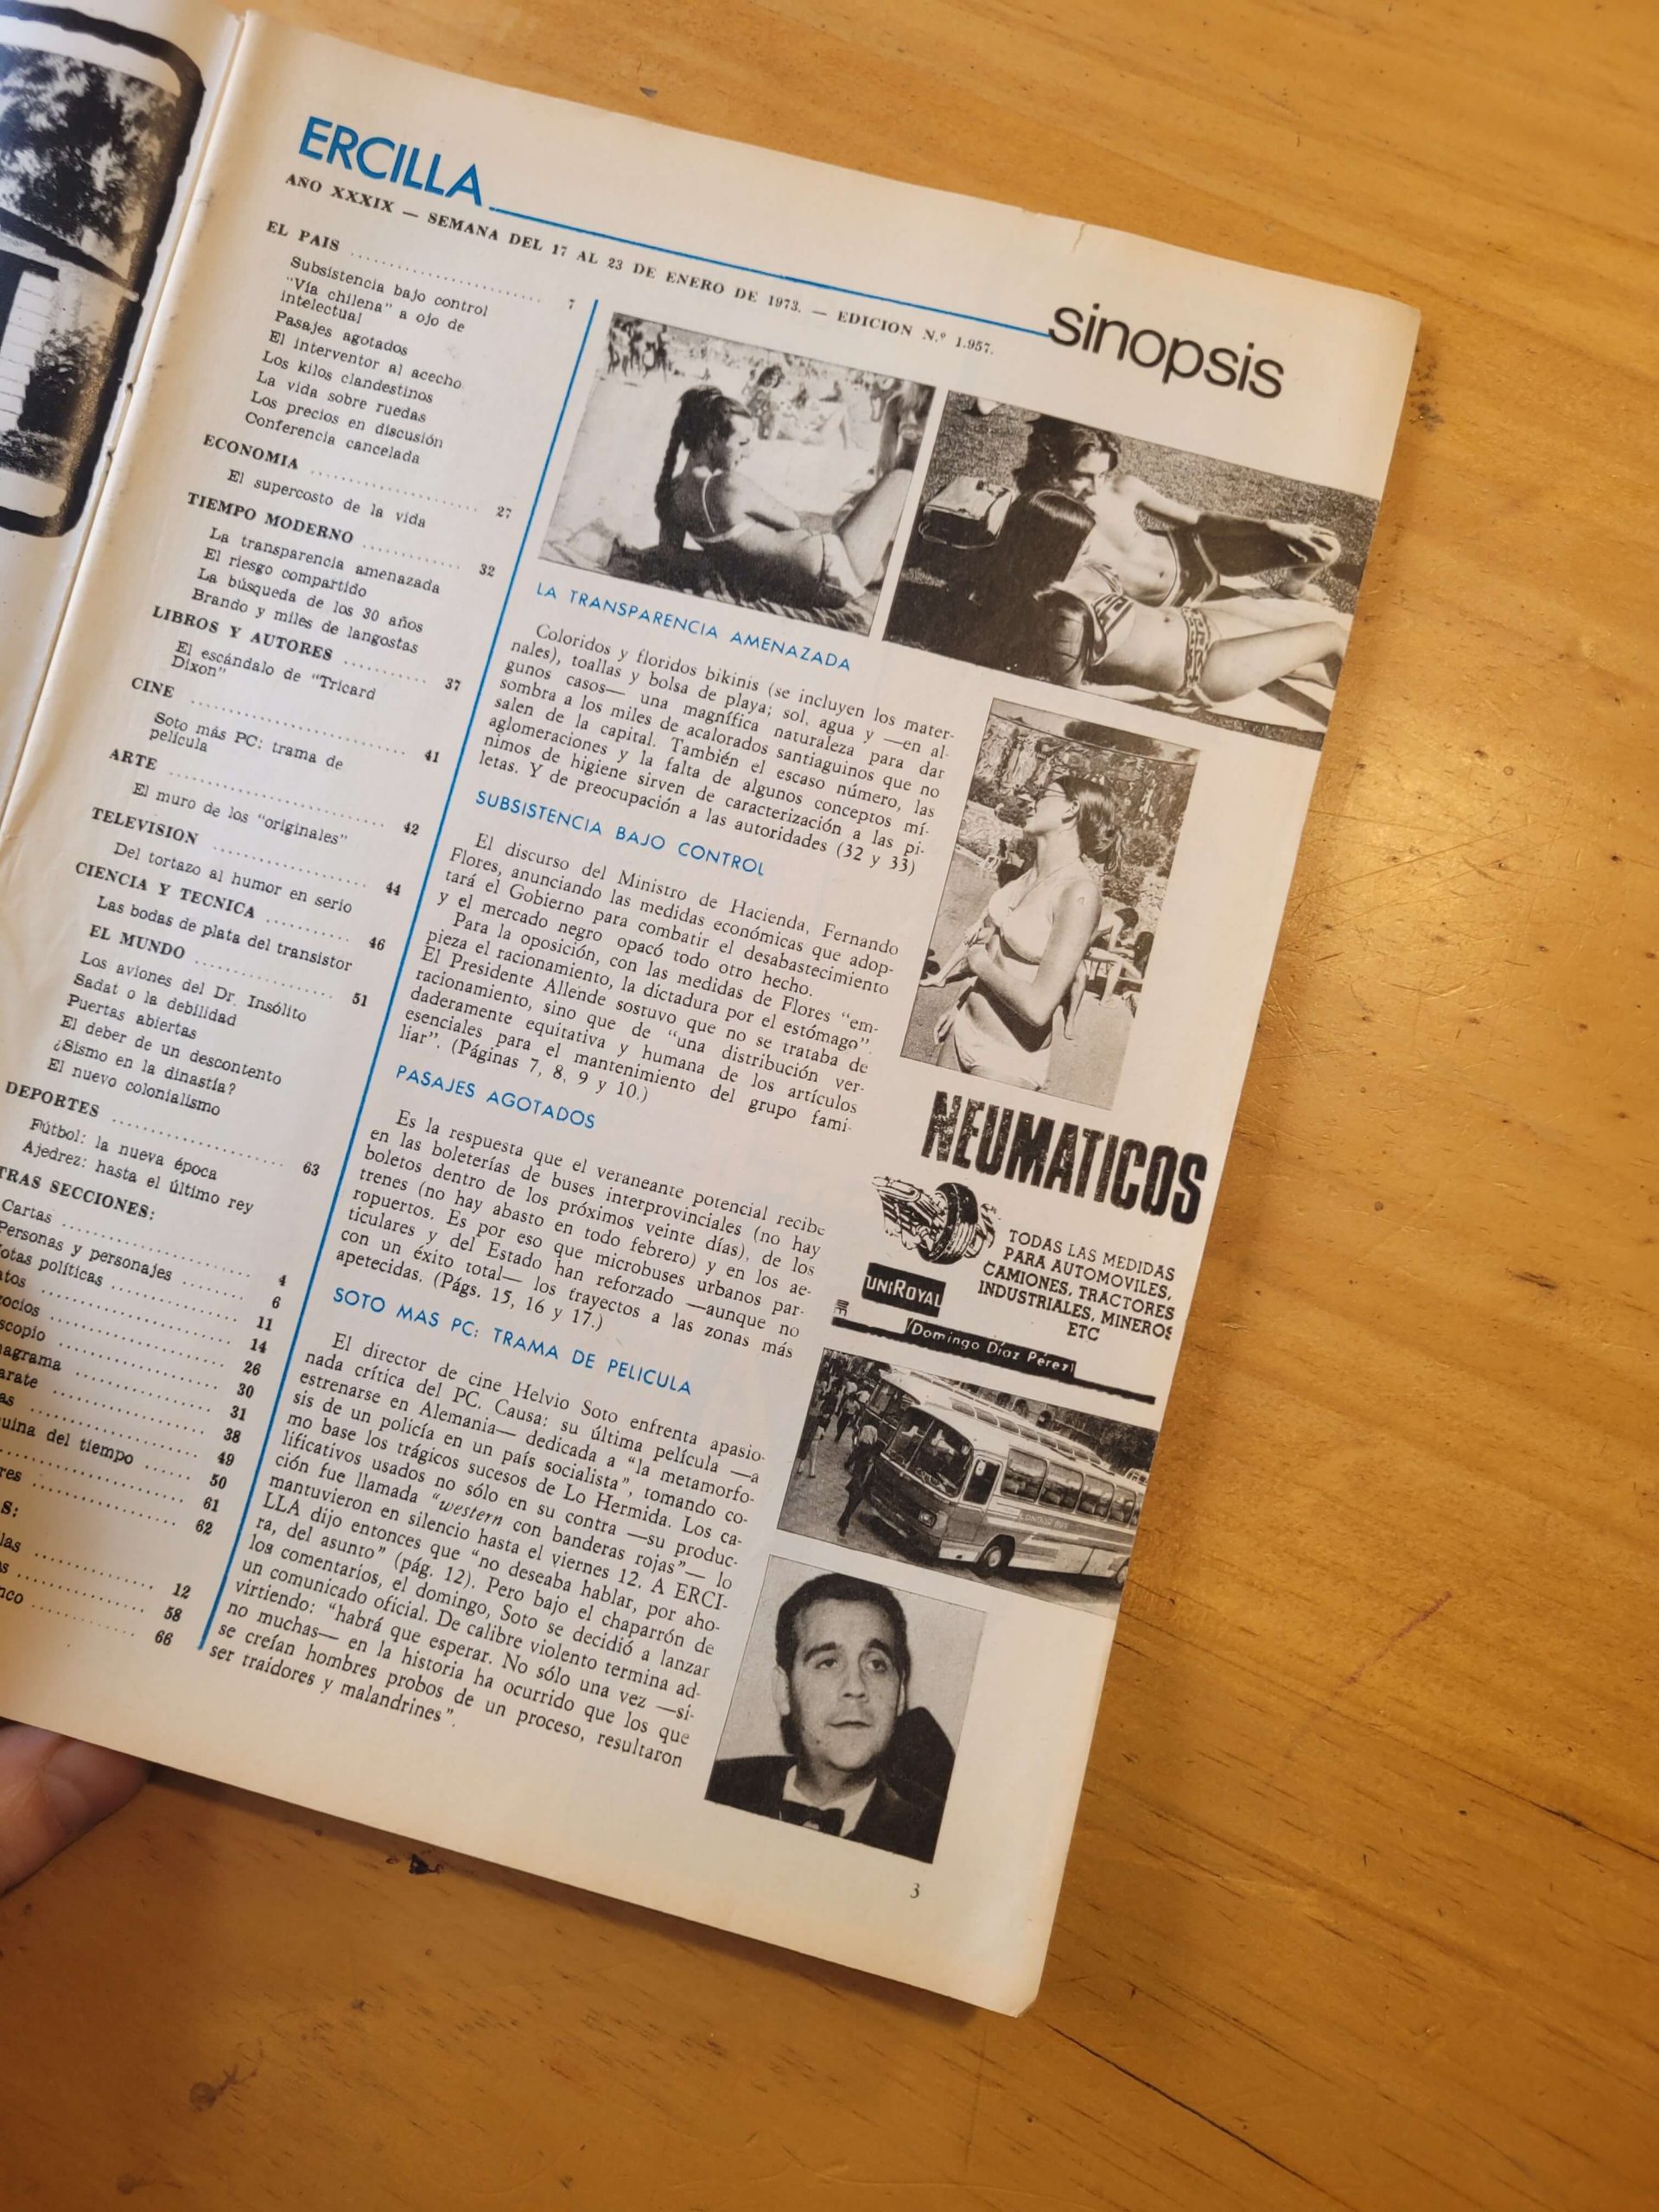 ERCILLA
AÑO XXXIX — SEMANA DEL 17 AL 23 DE ENERO DE 1973. — EDICION N.º 1.957.
sinopsis
EL PAIS ........ 7
Subsistencia bajo control
"Vía chilena" a ojo de
intelectual
Pasajes agotados
El interventor al acecho
Los kilos clandestinos
La vida sobre ruedas
Los precios en discusión
Conferencia cancelada
ECONOMIA ........ 27
El supercosto de la vida
TIEMPO MODERNO ........ 32
La transparencia amenazada
El riesgo compartido
La búsqueda de los 30 años
Brando y miles de langostas
LIBROS Y AUTORES ........ 37
El escándalo de "Tricard
Dixon"
CINE ........ 41
Soto más PC: trama de
película
ARTE ........ 42
El muro de los "originales"
TELEVISION ........ 44
Del tortazo al humor en serio
CIENCIA Y TECNICA ........ 46
Las bodas de plata del transistor
EL MUNDO ........ 51
Los aviones del Dr. Insólito
Sadat o la debilidad
Puertas abiertas
El deber de un descontento
¿Sismo en la dinastía?
El nuevo colonialismo
DEPORTES ........ 63
Fútbol: la nueva época
Ajedrez: hasta el último rey
TRAS SECCIONES:
Cartas ........ 4
Personas y personajes ........ 6
otas políticas ........ 11
........ 14
ocios ........ 26
scopio ........ 30
agrama ........ 31
arate ........ 38
as ........ 49
uina del tiempo ........ 50
........ 61
res ........ 62
S:
las ........ 12
s ........ 58
nco ........ 66
LA TRANSPARENCIA AMENAZADA
Coloridos y floridos bikinis (se incluyen los mater-
nales), toallas y bolsa de playa; sol, agua y —en al-
gunos casos— una magnífica naturaleza para dar
sombra a los miles de acalorados santiaguinos que no
salen de la capital. También el escaso número, las
aglomeraciones y la falta de algunos conceptos mí-
nimos de higiene sirven de caracterización a las pi-
letas. Y de preocupación a las autoridades (32 y 33)
SUBSISTENCIA BAJO CONTROL
El discurso del Ministro de Hacienda, Fernando
Flores, anunciando las medidas económicas que adop-
tará el Gobierno para combatir el desabastecimiento
y el mercado negro opacó todo otro hecho.
Para la oposición, con las medidas de Flores "em-
pieza el racionamiento, la dictadura por el estómago".
El Presidente Allende sostuvo que no se trataba de
racionamiento, sino que de "una distribución ver-
daderamente equitativa y humana de los artículos
esenciales para el mantenimiento del grupo fami-
liar". (Páginas 7, 8, 9 y 10.)
PASAJES AGOTADOS
Es la respuesta que el veraneante potencial recibe
en las boleterías de buses interprovinciales (no hay
boletos dentro de los próximos veinte días), de los
trenes (no hay abasto en todo febrero) y en los ae-
ropuertos. Es por eso que microbuses urbanos par-
ticulares y del Estado han reforzado —aunque no
con un éxito total— los trayectos a las zonas más
apetecidas. (Págs. 15, 16 y 17.)
SOTO MAS PC: TRAMA DE PELICULA
El director de cine Helvio Soto enfrenta apasio-
nada crítica del PC. Causa: su última película —a
estrenarse en Alemania— dedicada a "la metamorfo-
sis de un policía en un país socialista", tomando co-
mo base los trágicos sucesos de Lo Hermida. Los ca-
lificativos usados no sólo en su contra —su produc-
ción fue llamada "western con banderas rojas"— lo
mantuvieron en silencio hasta el viernes 12. A ERCI-
LLA dijo entonces que "no deseaba hablar, por aho-
ra, del asunto" (pág. 12). Pero bajo el chaparrón de
los comentarios, el domingo, Soto se decidió a lanzar
un comunicado oficial. De calibre violento termina ad-
virtiendo: "habrá que esperar. No sólo una vez —si-
no muchas— en la historia ha ocurrido que los que
se creían hombres probos de un proceso, resultaron
ser traidores y malandrines".
NEUMATICOS
TODAS LAS MEDIDAS
PARA AUTOMOVILES,
CAMIONES, TRACTORES
INDUSTRIALES, MINEROS
ETC
UNIROYAL
Domingo Díaz Pérez
3